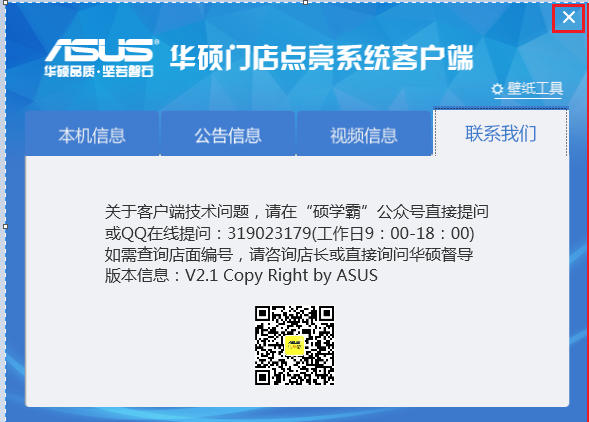 ASUS
华硕品质·坚若磐石
华硕门店点亮系统客户端
壁纸工具
本机信息
公告信息
视频信息
联系我们
关于客户端技术问题，请在“硕学霸”公众号直接提问
或QQ在线提问：319023179(工作日9：00-18：00)
如需查询店面编号，请咨询店长或直接询问华硕督导
版本信息：V2.1 Copy Right by ASUS